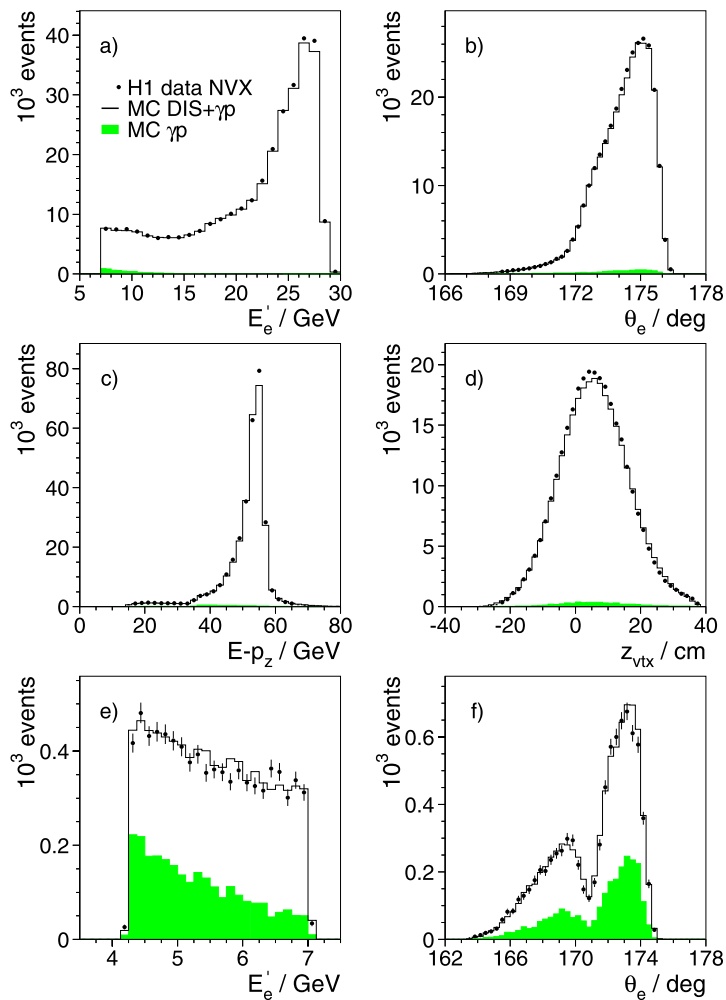 10³ events
a)
• H1 data NVX
— MC DIS+γp
MC γp
40
30
20
10
0
5 10 15 20 25 30
E'e / GeV
10³ events
b)
20
10
0
166 169 172 175 178
θe / deg
10³ events
c)
80
60
40
20
0
0 20 40 60 80
E-pz / GeV
10³ events
d)
20
15
10
5
0
-40 -20 0 20 40
zvtx / cm
10³ events
e)
0.4
0.2
0
4 5 6 7
E'e / GeV
10³ events
f)
0.6
0.4
0.2
0
162 166 170 174 178
θe / deg